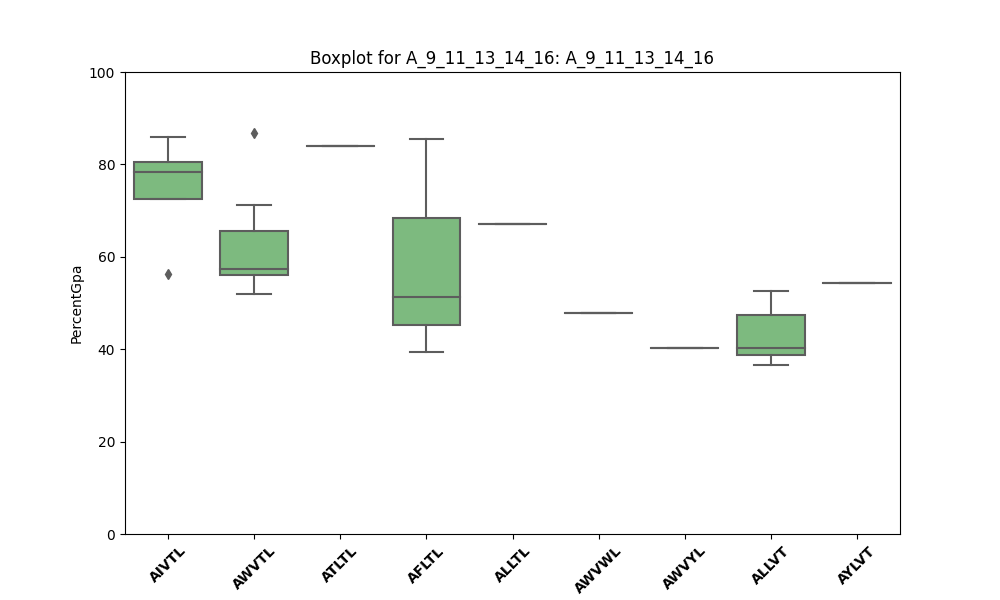 Boxplot for A_9_11_13_14_16: A_9_11_13_14_16
100
80
60
40
20
0
PercentGpa
AIVTL
AWVTL
ATLTL
AFLTL
ALLTL
AWVWL
AWVYL
ALLVT
AYLVT